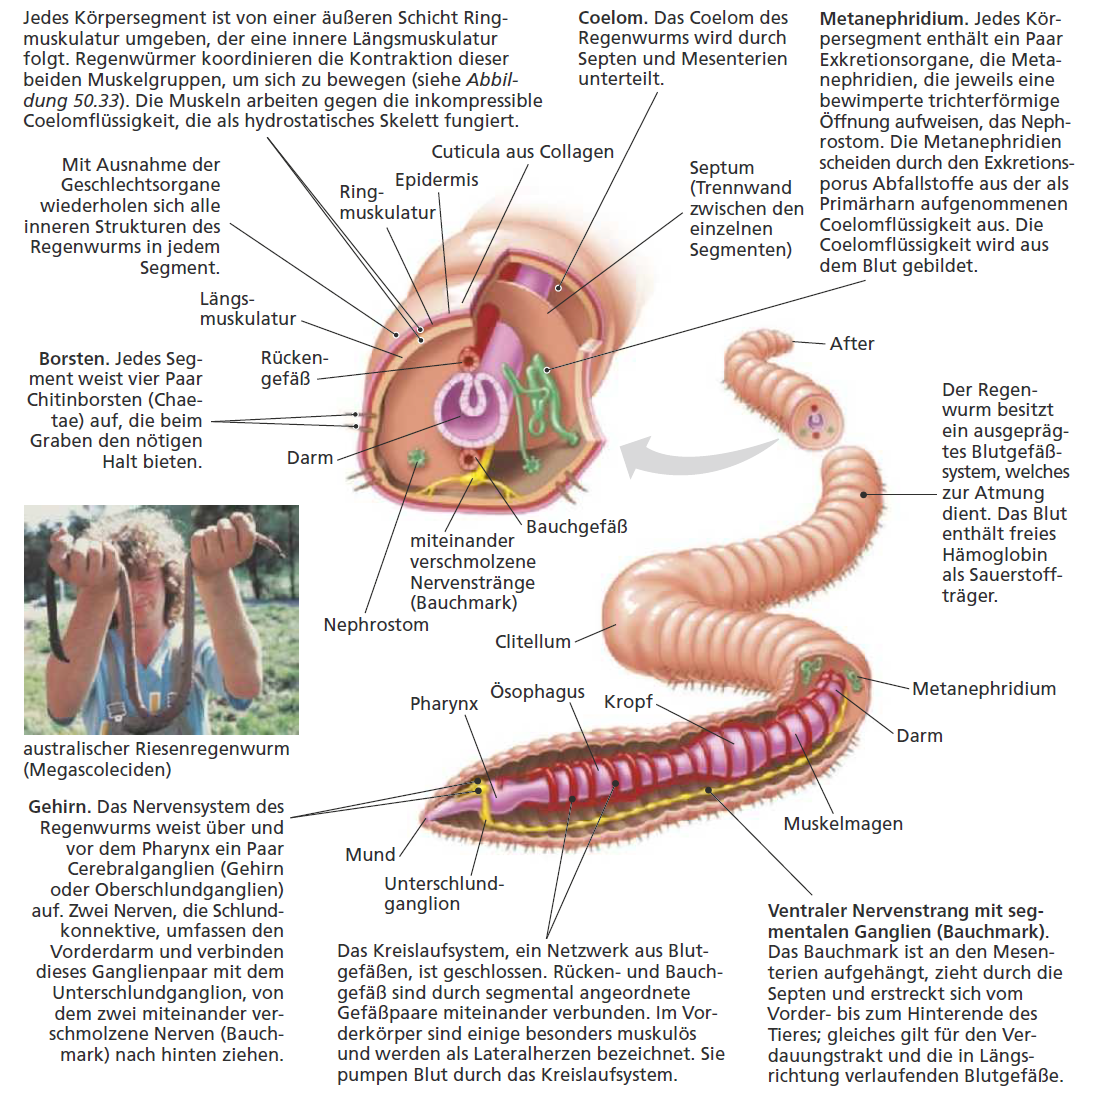 Jedes Körpersegment ist von einer äußeren Schicht Ring-
muskulatur umgeben, der eine innere Längsmuskulatur
folgt. Regenwürmer koordinieren die Kontraktion dieser
beiden Muskelgruppen, um sich zu bewegen (siehe Abbil-
dung 50.33). Die Muskeln arbeiten gegen die inkompressible
Coelomflüssigkeit, die als hydrostatisches Skelett fungiert.
Coelom. Das Coelom des
Regenwurms wird durch
Septen und Mesenterien
unterteilt.
Metanephridium. Jedes Kör-
persegment enthält ein Paar
Exkretionsorgane, die Meta-
nephridien, die jeweils eine
bewimperte trichterförmige
Öffnung aufweisen, das Neph-
rostom. Die Metanephridien
scheiden durch den Exkretions-
porus Abfallstoffe aus der als
Primärharn aufgenommenen
Coelomflüssigkeit aus. Die
Coelomflüssigkeit wird aus
dem Blut gebildet.
Mit Ausnahme der
Geschlechtsorgane
wiederholen sich alle
inneren Strukturen des
Regenwurms in jedem
Segment.
Cuticula aus Collagen
Epidermis
Ring-
muskulatur
Septum
(Trennwand
zwischen den
einzelnen
Segmenten)
Längs-
muskulatur
Rücken-
gefäß
Borsten. Jedes Seg-
ment weist vier Paar
Chitinborsten (Chae-
tae) auf, die beim
Graben den nötigen
Halt bieten.
Darm
After
Der Regen-
wurm besitzt
ein ausgepräg-
tes Blutgefäß-
system, welches
zur Atmung
dient. Das Blut
enthält freies
Hämoglobin
als Sauerstoff-
träger.
Bauchgefäß
miteinander
verschmolzene
Nervenstränge
(Bauchmark)
Nephrostom
Clitellum
australischer Riesenregenwurm
(Megascoleciden)
Pharynx
Ösophagus
Kropf
Metanephridium
Darm
Muskelmagen
Mund
Unterschlund-
ganglion
Gehirn. Das Nervensystem des
Regenwurms weist über und
vor dem Pharynx ein Paar
Cerebralganglien (Gehirn
oder Oberschlundganglien)
auf. Zwei Nerven, die Schlund-
konnektive, umfassen den
Vorderdarm und verbinden
dieses Ganglienpaar mit dem
Unterschlundganglion, von
dem zwei miteinander ver-
schmolzene Nerven (Bauch-
mark) nach hinten ziehen.
Das Kreislaufsystem, ein Netzwerk aus Blut-
gefäßen, ist geschlossen. Rücken- und Bauch-
gefäß sind durch segmental angeordnete
Gefäßpaare miteinander verbunden. Im Vor-
derkörper sind einige besonders muskulös
und werden als Lateralherzen bezeichnet. Sie
pumpen Blut durch das Kreislaufsystem.
Ventraler Nervenstrang mit seg-
mentalen Ganglien (Bauchmark).
Das Bauchmark ist an den Mesen-
terien aufgehängt, zieht durch die
Septen und erstreckt sich vom
Vorder- bis zum Hinterende des
Tieres; gleiches gilt für den Ver-
dauungstrakt und die in Längs-
richtung verlaufenden Blutgefäße.